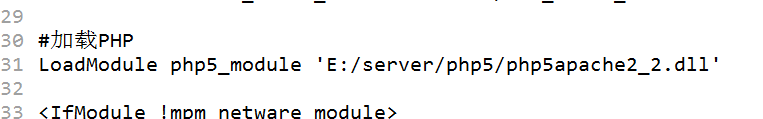 29
30 #加载PHP
31 LoadModule php5_module 'E:/server/php5/php5apache2_2.dll'
32
33 <IfModule !mpm_netware_module>